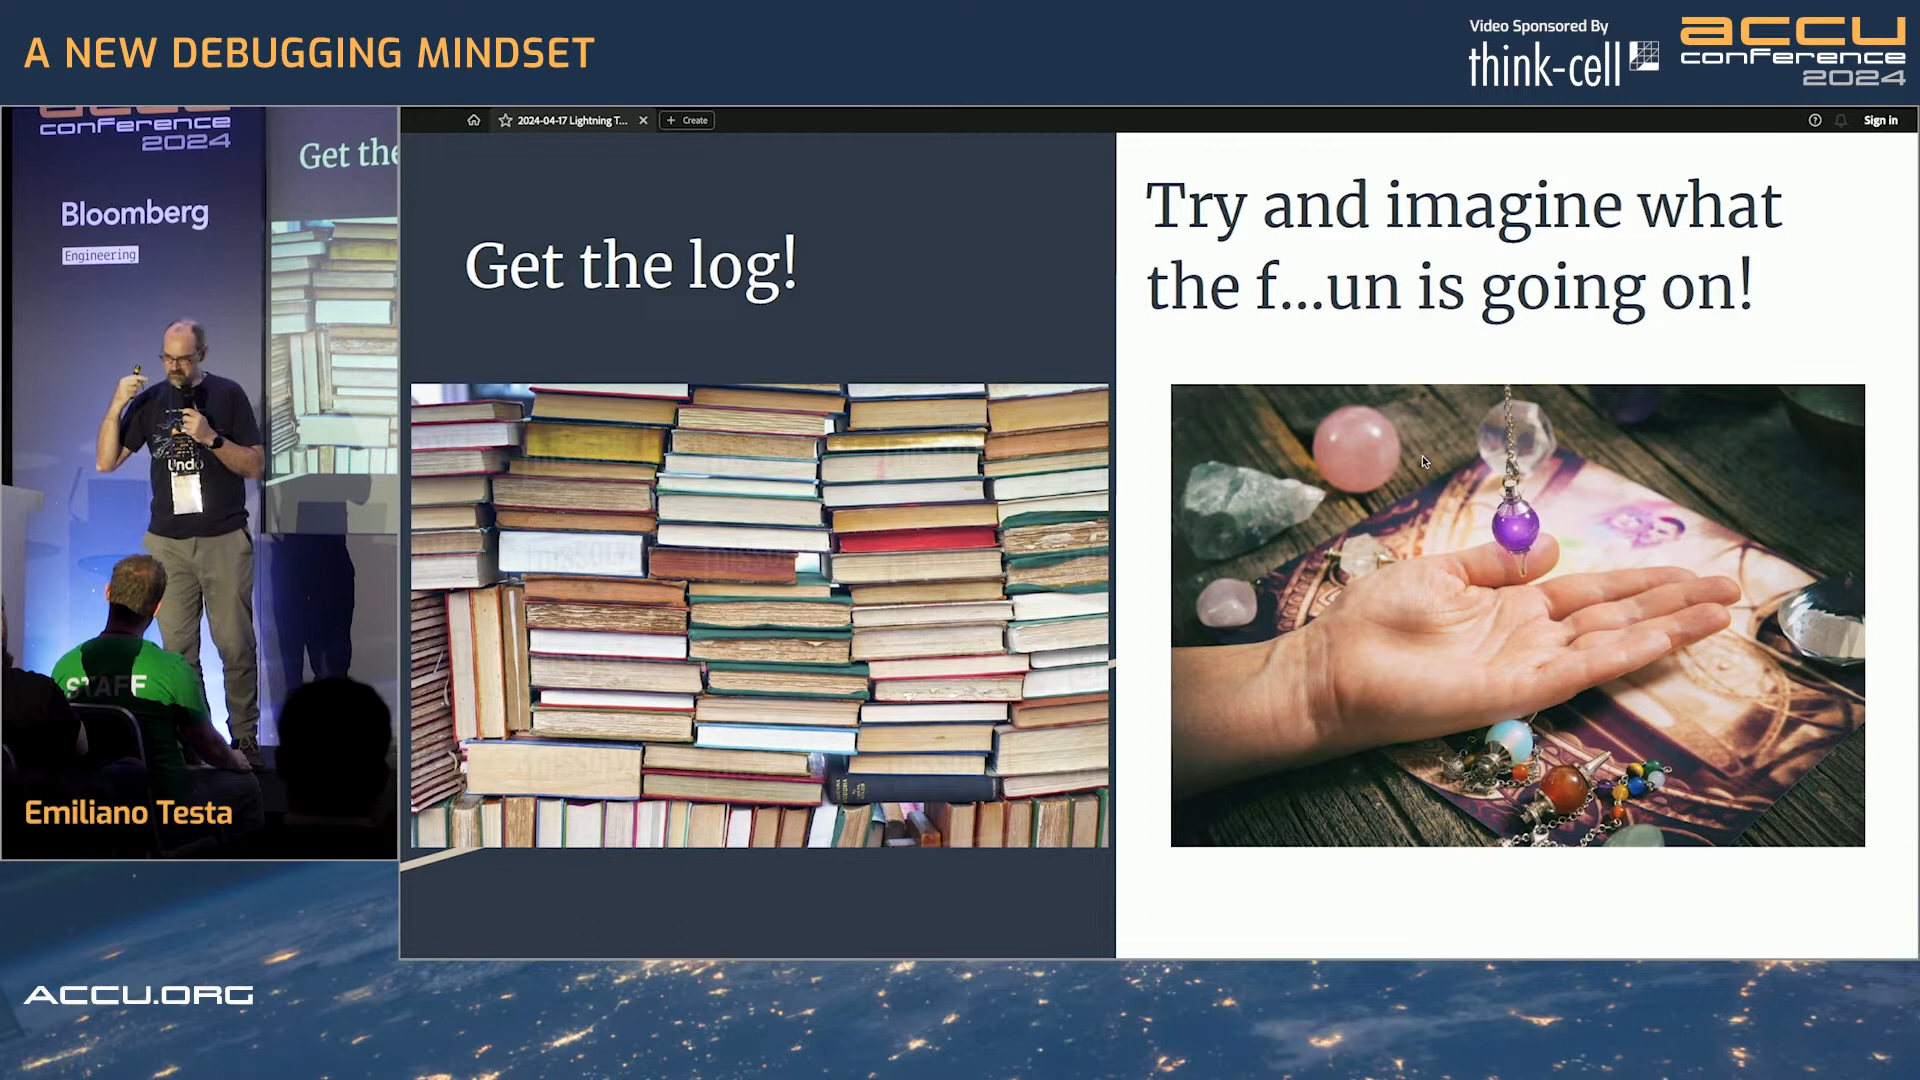 A NEW DEBUGGING MINDSET
Video Sponsored By
think-cell
accu
conference
2024
conference
2024
Bloomberg
Engineering
Get the
Undo
STAFF
Emiliano Testa
2024-04-17 Lightning T...
Create
Sign in
Get the log!
Try and imagine what
the f...un is going on!
ACCU.ORG